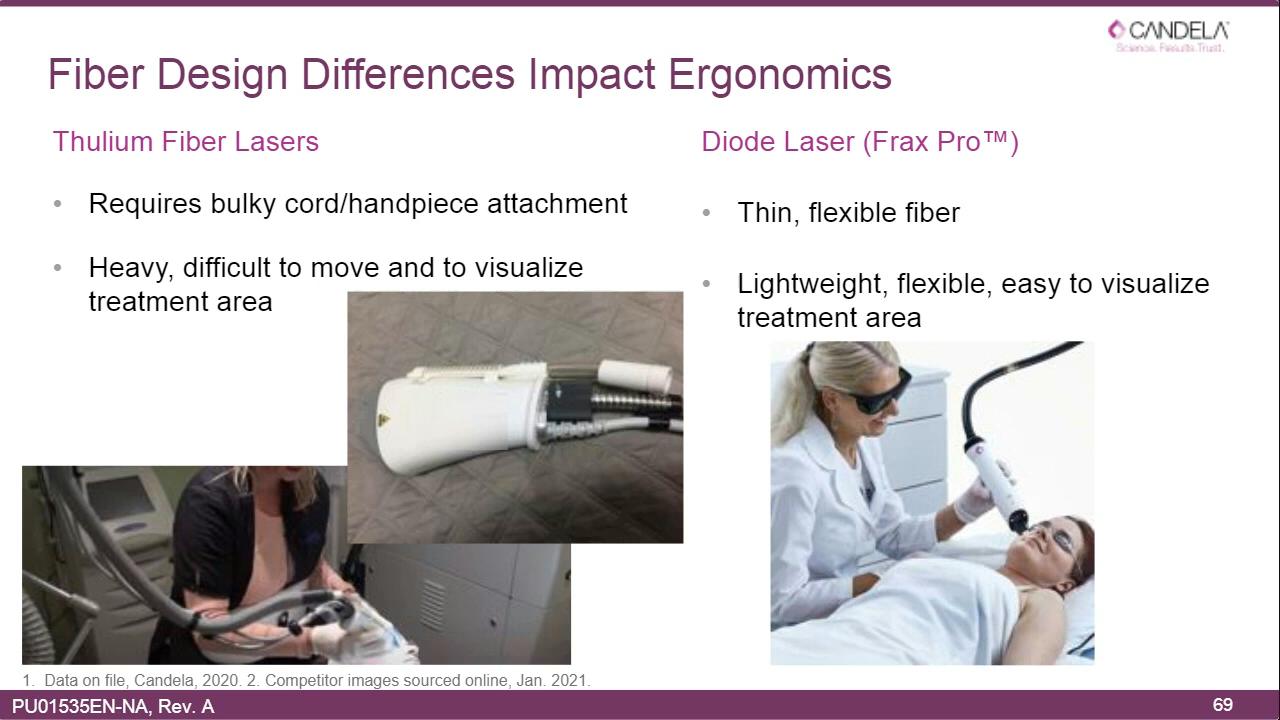 CANDELA
Science. Results. Trust.
Fiber Design Differences Impact Ergonomics
Thulium Fiber Lasers
• Requires bulky cord/handpiece attachment
• Heavy, difficult to move and to visualize
treatment area
Diode Laser (Frax Pro™)
• Thin, flexible fiber
• Lightweight, flexible, easy to visualize
treatment area
1. Data on file, Candela, 2020. 2. Competitor images sourced online, Jan. 2021.
PU01535EN-NA, Rev. A
69